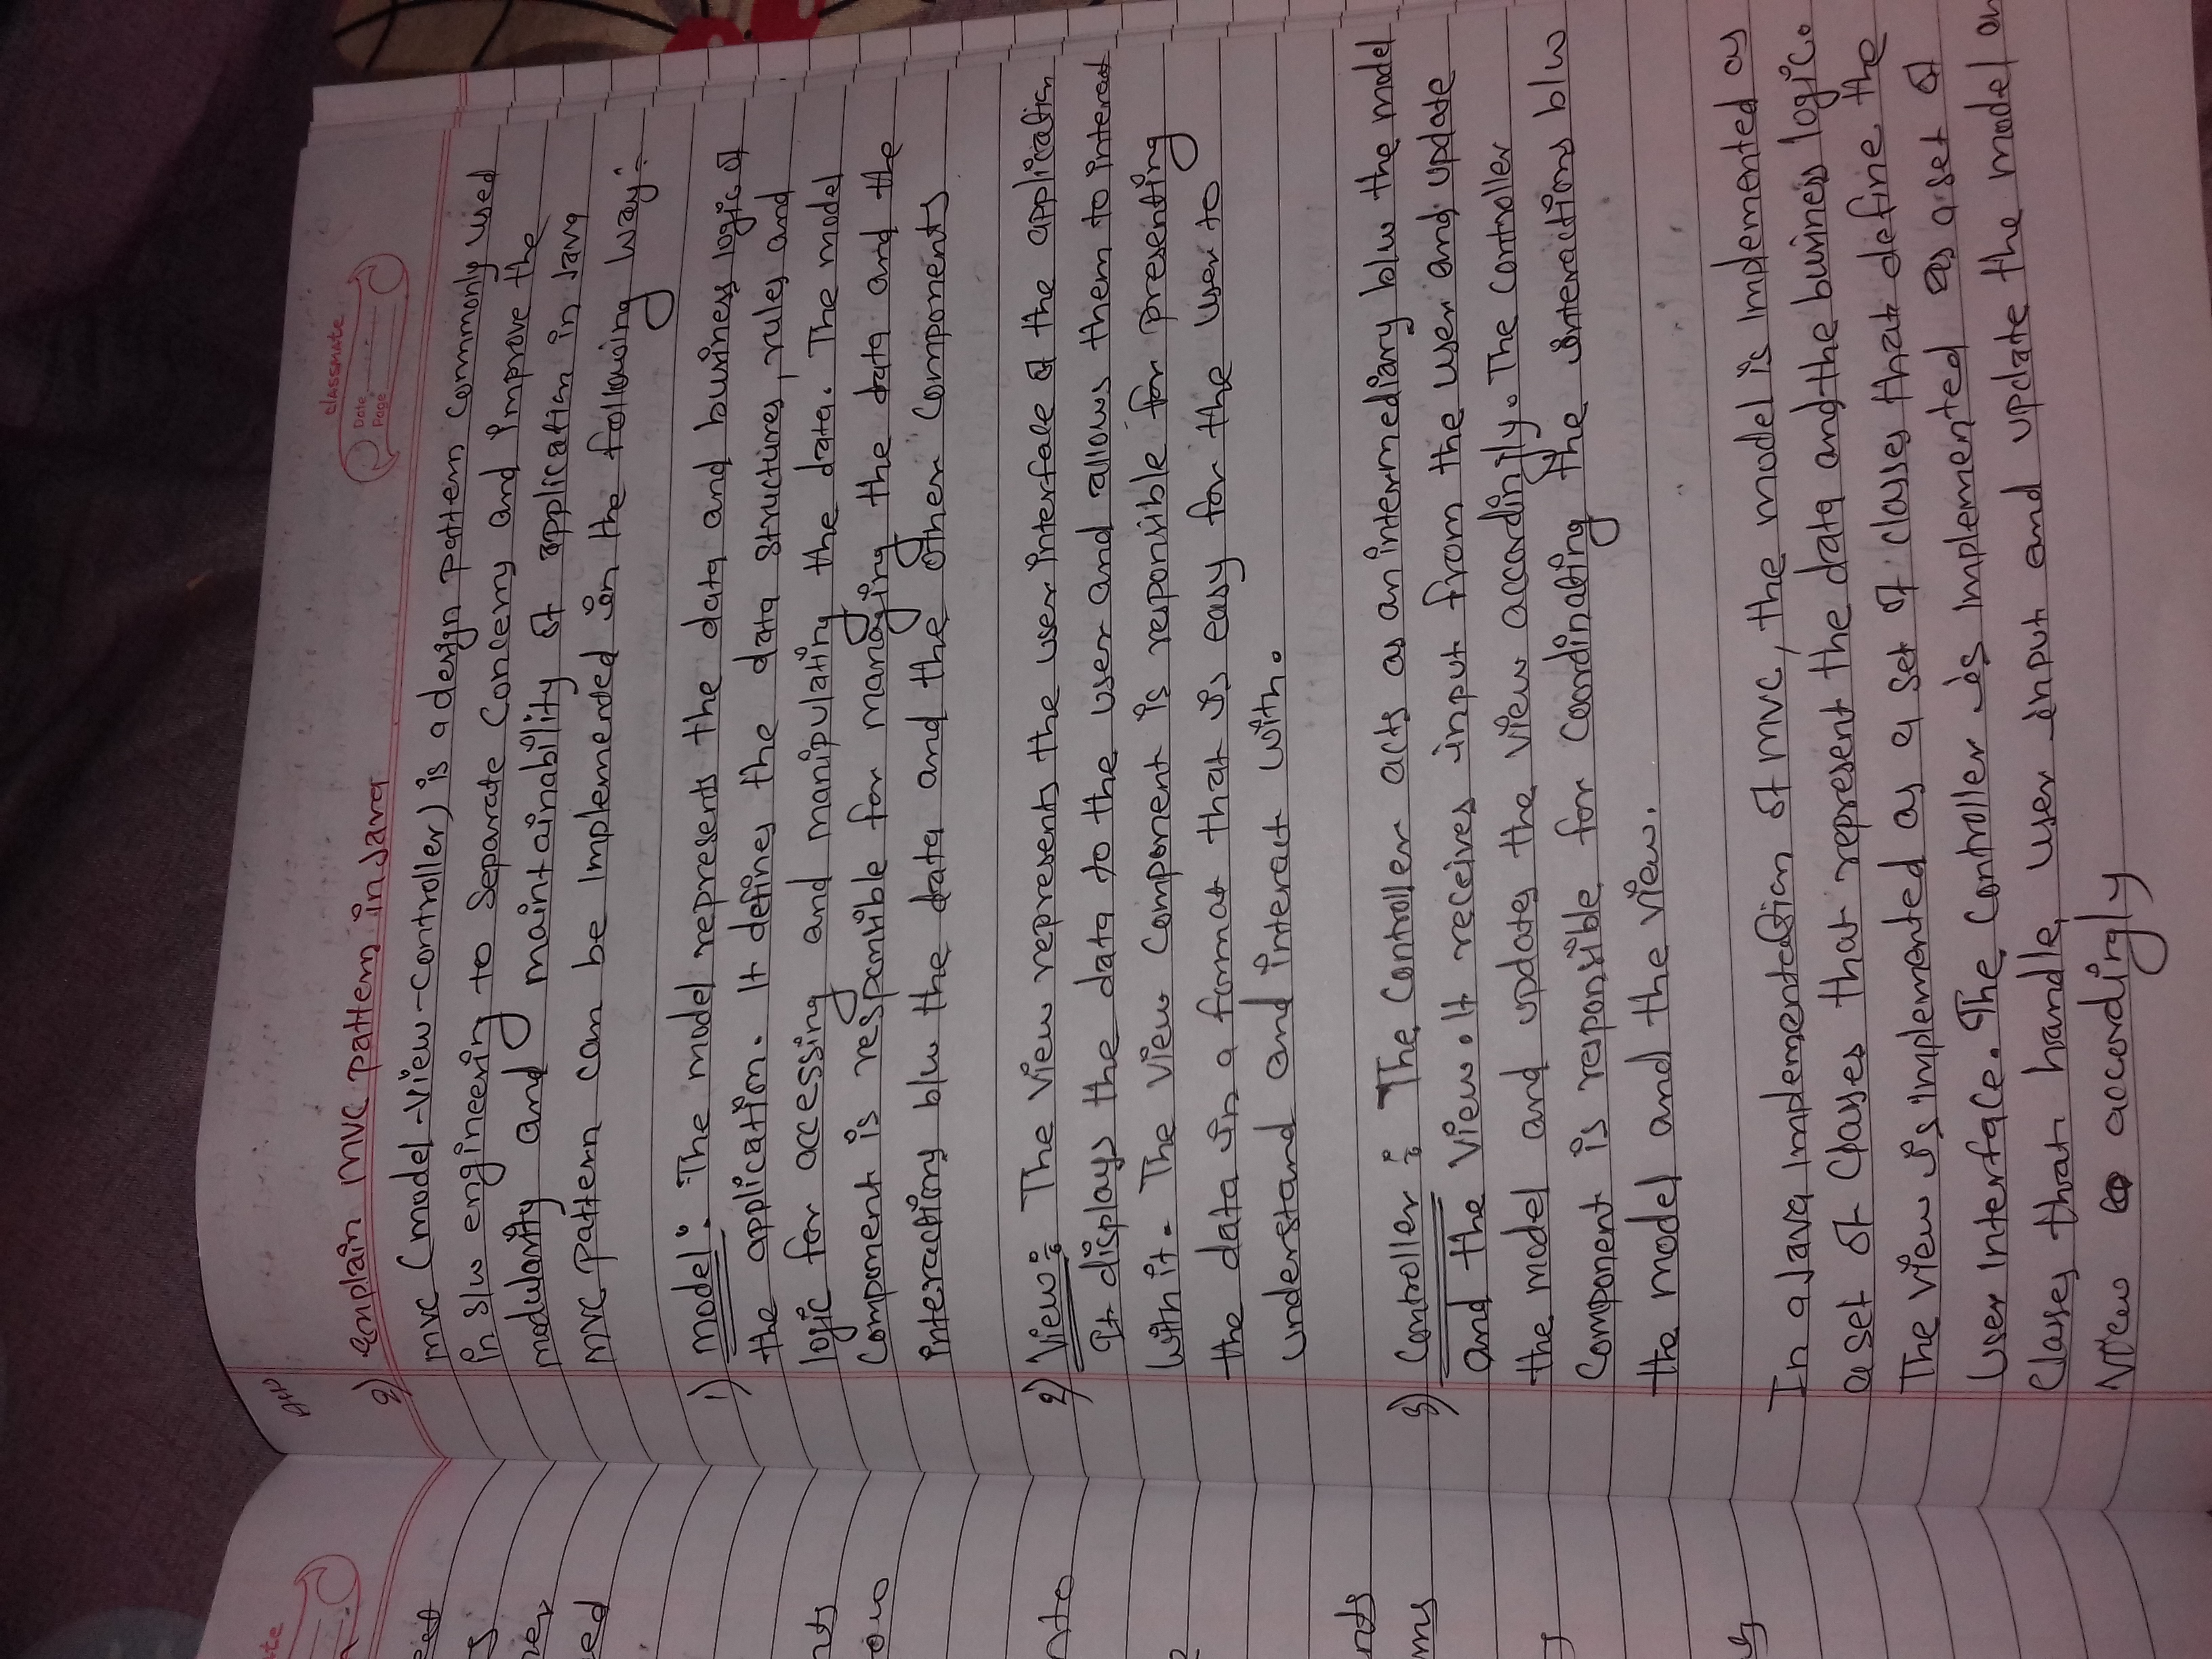 classmate
Date
Page
2) Explain MVC pattern in Java
MVC (Model-View-Controller) is a design pattern commonly used
in s/w engineering to separate concerns and improve the
modularity and maintainability of application in Java
MVC pattern can be implemented in the following way:-
1) Model: The model represents the data and business logic of
the application. It defines the data structures, rules and
logic for accessing and manipulating the data. The model
component is responsible for managing the data and the
interactions b/w the data and the other components
2) View: The view represents the user interface of the application
It displays the data to the user and allows them to interact
with it. The view component is responsible for presenting
the data in a format that is easy for the user to
understand and interact with.
3) Controller: The Controller acts as an intermediary b/w the model
and the view. It receives input from the user and update
the model and updates the view accordingly. The controller
component is responsible for coordinating the interactions b/w
the model and the view.
In a Java implementation of MVC, the model is implemented as
a set of classes that represent the data and the business logic.
The view is implemented as a set of classes that define the
user interface. The controller is implemented as a set of
classes that handle user input and update the model an
view accordingly